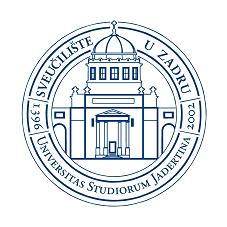 SVEUČILIŠTE U ZADRU
1396 UNIVERSITAS STUDIORUM JADERTINA 2002